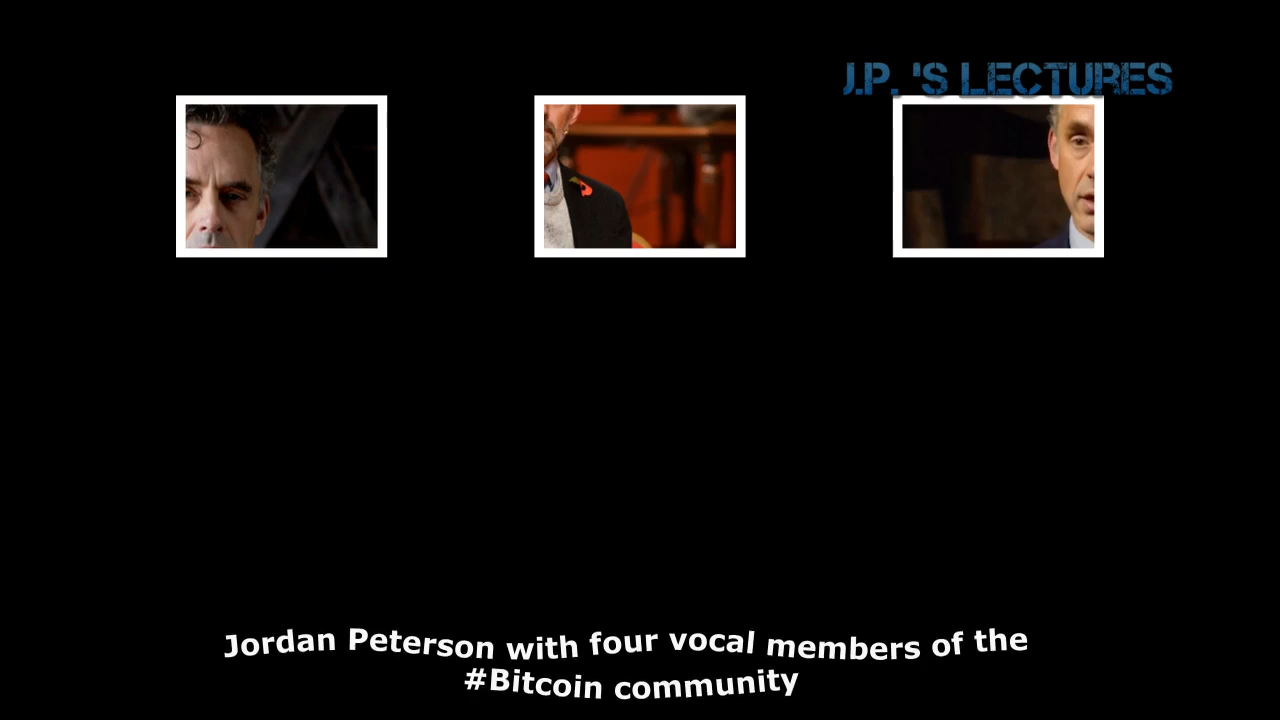 J.P. 'S LECTURES
Jordan Peterson with four vocal members of the
#Bitcoin community